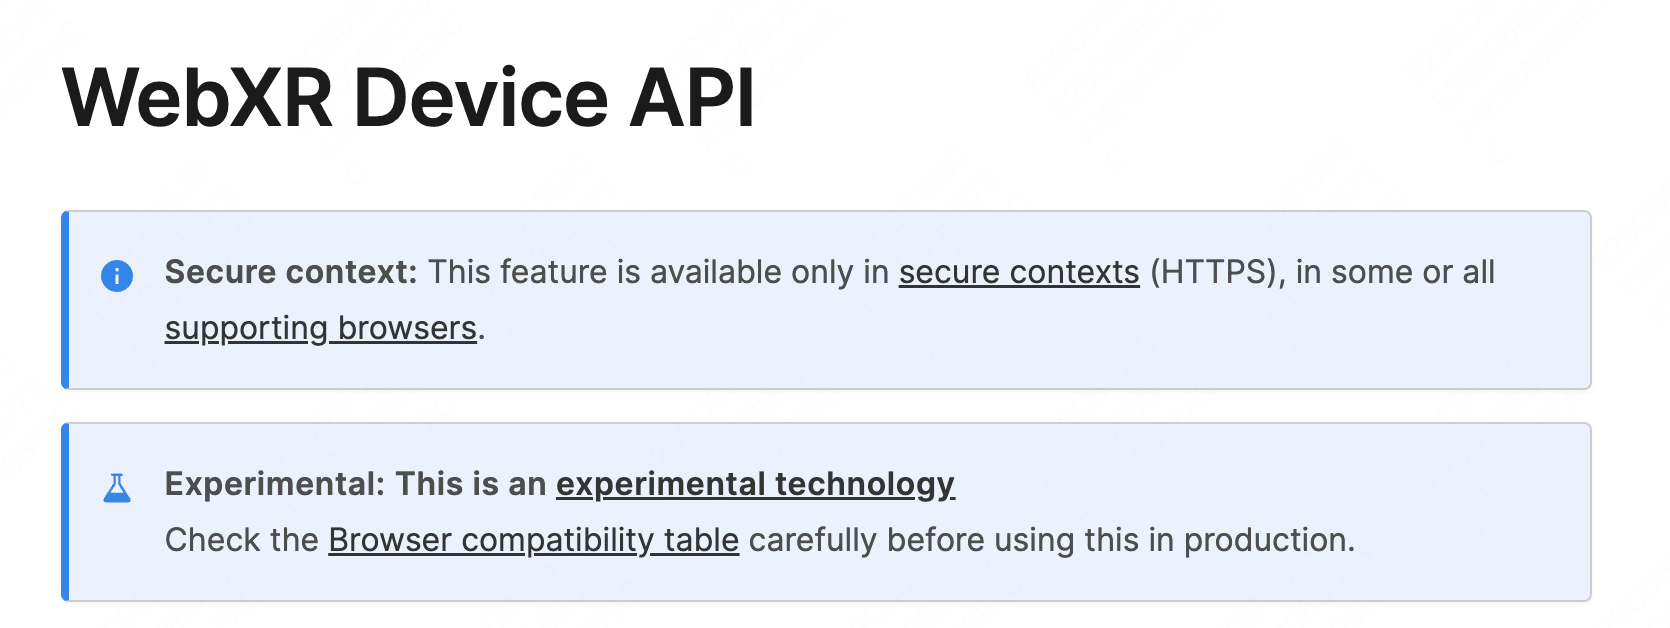 WebXR Device API
Secure context: This feature is available only in secure contexts (HTTPS), in some or all
supporting browsers.
Experimental: This is an experimental technology
Check the Browser compatibility table carefully before using this in production.